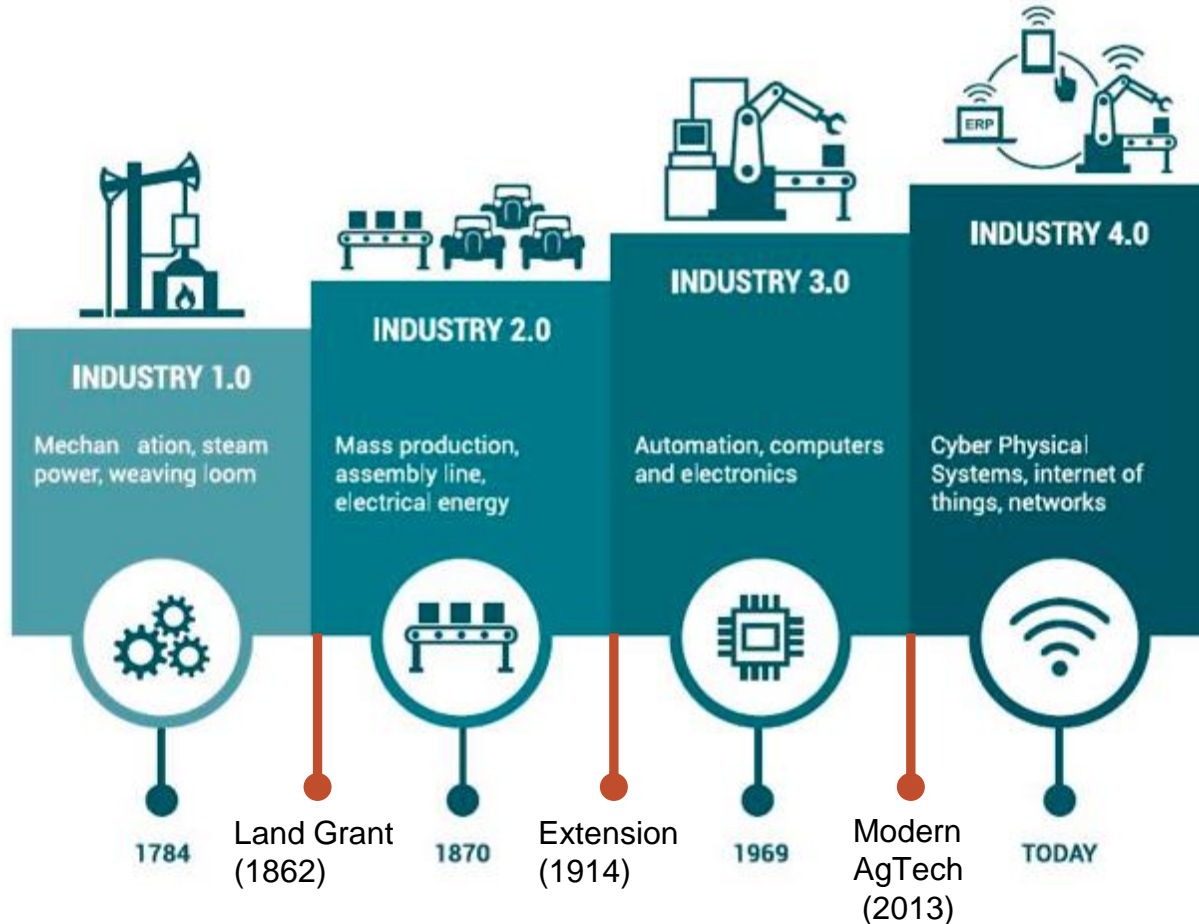 ERP
INDUSTRY 1.0
Mechan ation, steam
power, weaving loom
INDUSTRY 2.0
Mass production,
assembly line,
electrical energy
INDUSTRY 3.0
Automation, computers
and electronics
INDUSTRY 4.0
Cyber Physical
Systems, internet of
things, networks
1784
Land Grant
(1862)
1870
Extension
(1914)
1969
Modern
AgTech
(2013)
TODAY